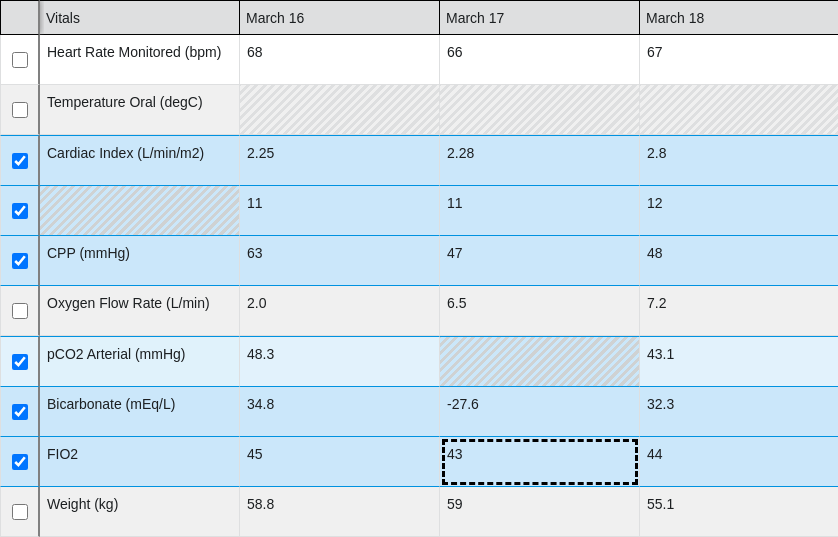 Vitals March 16 March 17 March 18
Heart Rate Monitored (bpm) 68 66 67
Temperature Oral (degC)
Cardiac Index (L/min/m2) 2.25 2.28 2.8
11 11 12
CPP (mmHg) 63 47 48
Oxygen Flow Rate (L/min) 2.0 6.5 7.2
pCO2 Arterial (mmHg) 48.3 43.1
Bicarbonate (mEq/L) 34.8 -27.6 32.3
FIO2 45 43 44
Weight (kg) 58.8 59 55.1